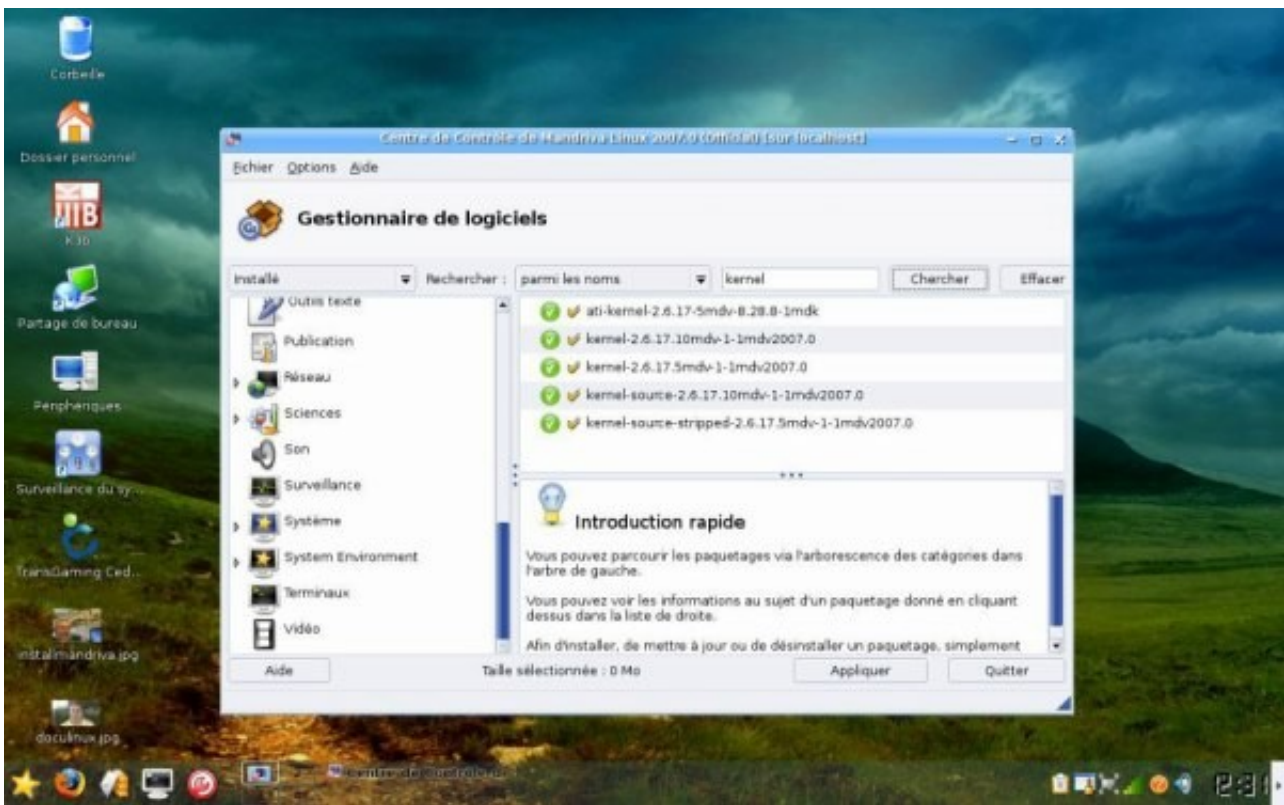 Corbeille
Dossier personnel
K3b
Partage de bureau
Peripheriques
Surveillance du sy...
TransGaming Ced..
installmandriva.jpg
doculinux.jpg
Centre de Contrôle de Mandriva Linux 2007.0 (Official) [sur localhost]
Fichier Options Aide
Gestionnaire de logiciels
Installé Rechercher : parmi les noms kernel Chercher Effacer
Outils texte
Publication
Réseau
Sciences
Son
Surveillance
Système
System Environment
Terminaux
Vidéo
ati-kernel-2.6.17-5mdv-8.28.8-1mdk
kernel-2.6.17.10mdv-1-1mdv2007.0
kernel-2.6.17.5mdv-1-1mdv2007.0
kernel-source-2.6.17.10mdv-1-1mdv2007.0
kernel-source-stripped-2.6.17.5mdv-1-1mdv2007.0
Introduction rapide
Vous pouvez parcourir les paquetages via l'arborescence des catégories dans
l'arbre de gauche.
Vous pouvez voir les informations au sujet d'un paquetage donné en cliquant
dessus dans la liste de droite.
Afin d'installer, de mettre à jour ou de désinstaller un paquetage, simplement
Aide Taille sélectionnée : 0 Mo Appliquer Quitter
Centre de Contrôle